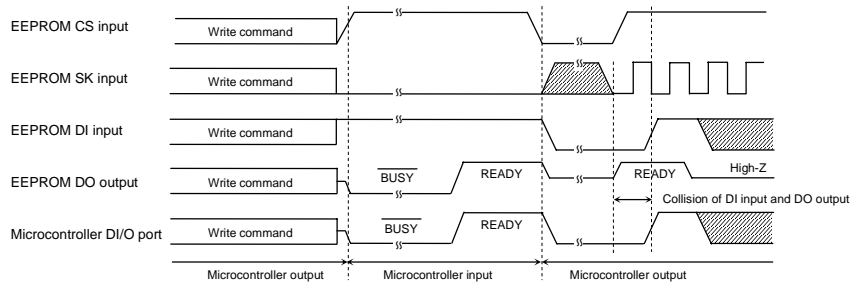 EEPROM CS input
Write command
EEPROM SK input
Write command
EEPROM DI input
Write command
EEPROM DO output
Write command
BUSY
READY
READY
High-Z
Collision of DI input and DO output
Microcontroller DI/O port
Write command
BUSY
READY
Microcontroller output
Microcontroller input
Microcontroller output